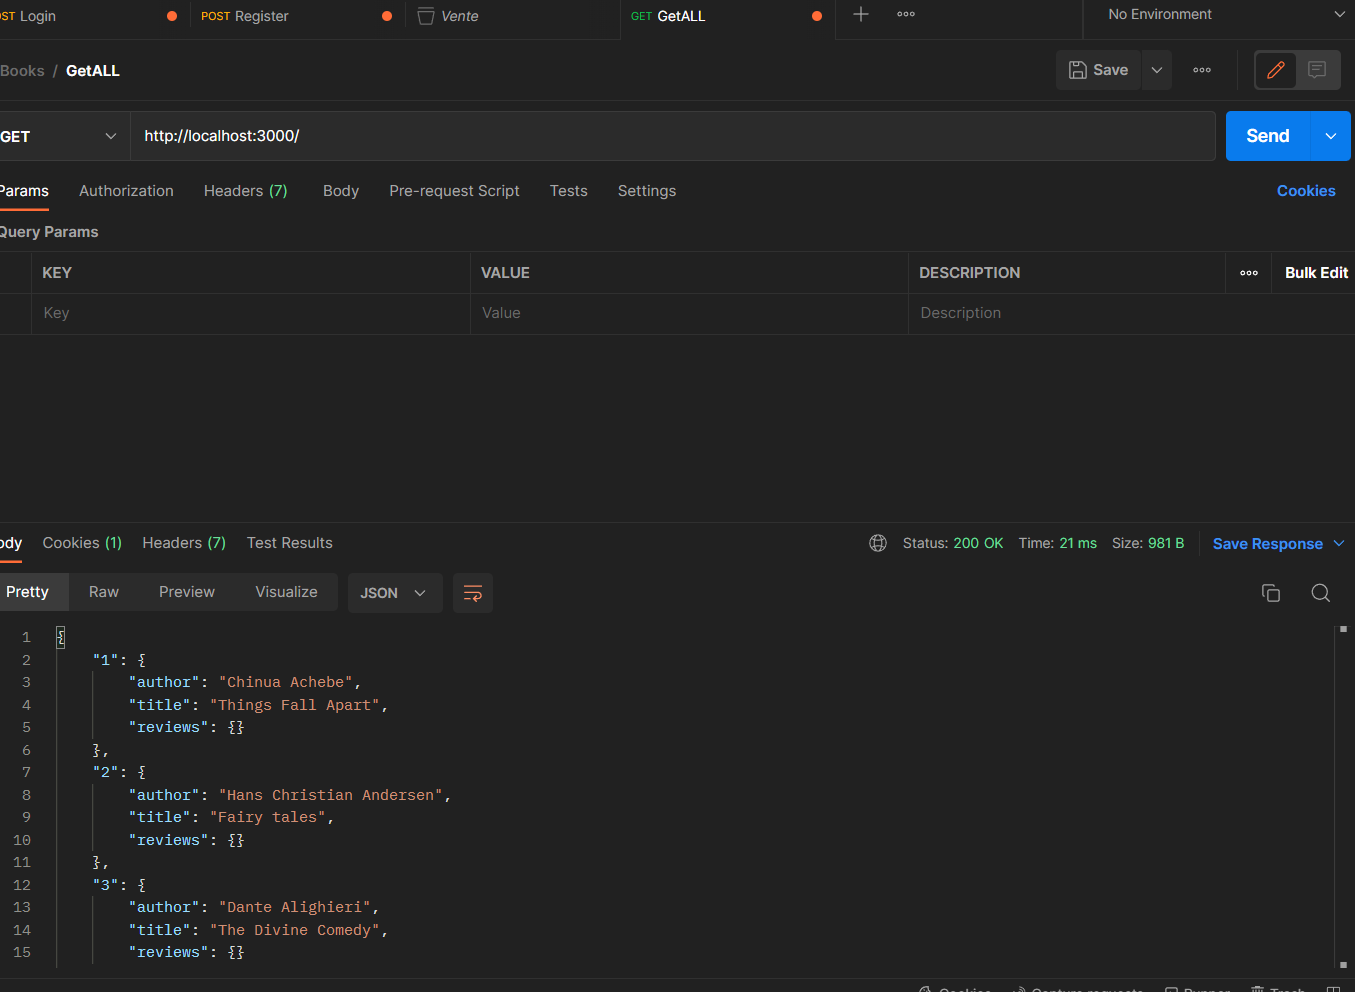 ST Login POST Register Vente GET GetALL No Environment
Books / GetALL Save
GET http://localhost:3000/ Send
Params Authorization Headers (7) Body Pre-request Script Tests Settings Cookies
Query Params
KEY VALUE DESCRIPTION Bulk Edit
Key Value Description
ody Cookies (1) Headers (7) Test Results Status: 200 OK Time: 21 ms Size: 981 B Save Response
Pretty Raw Preview Visualize JSON
1 {
2 "1": {
3 "author": "Chinua Achebe",
4 "title": "Things Fall Apart",
5 "reviews": {}
6 },
7 "2": {
8 "author": "Hans Christian Andersen",
9 "title": "Fairy tales",
10 "reviews": {}
11 },
12 "3": {
13 "author": "Dante Alighieri",
14 "title": "The Divine Comedy",
15 "reviews": {}
Cookies Capture requests Runner Trash